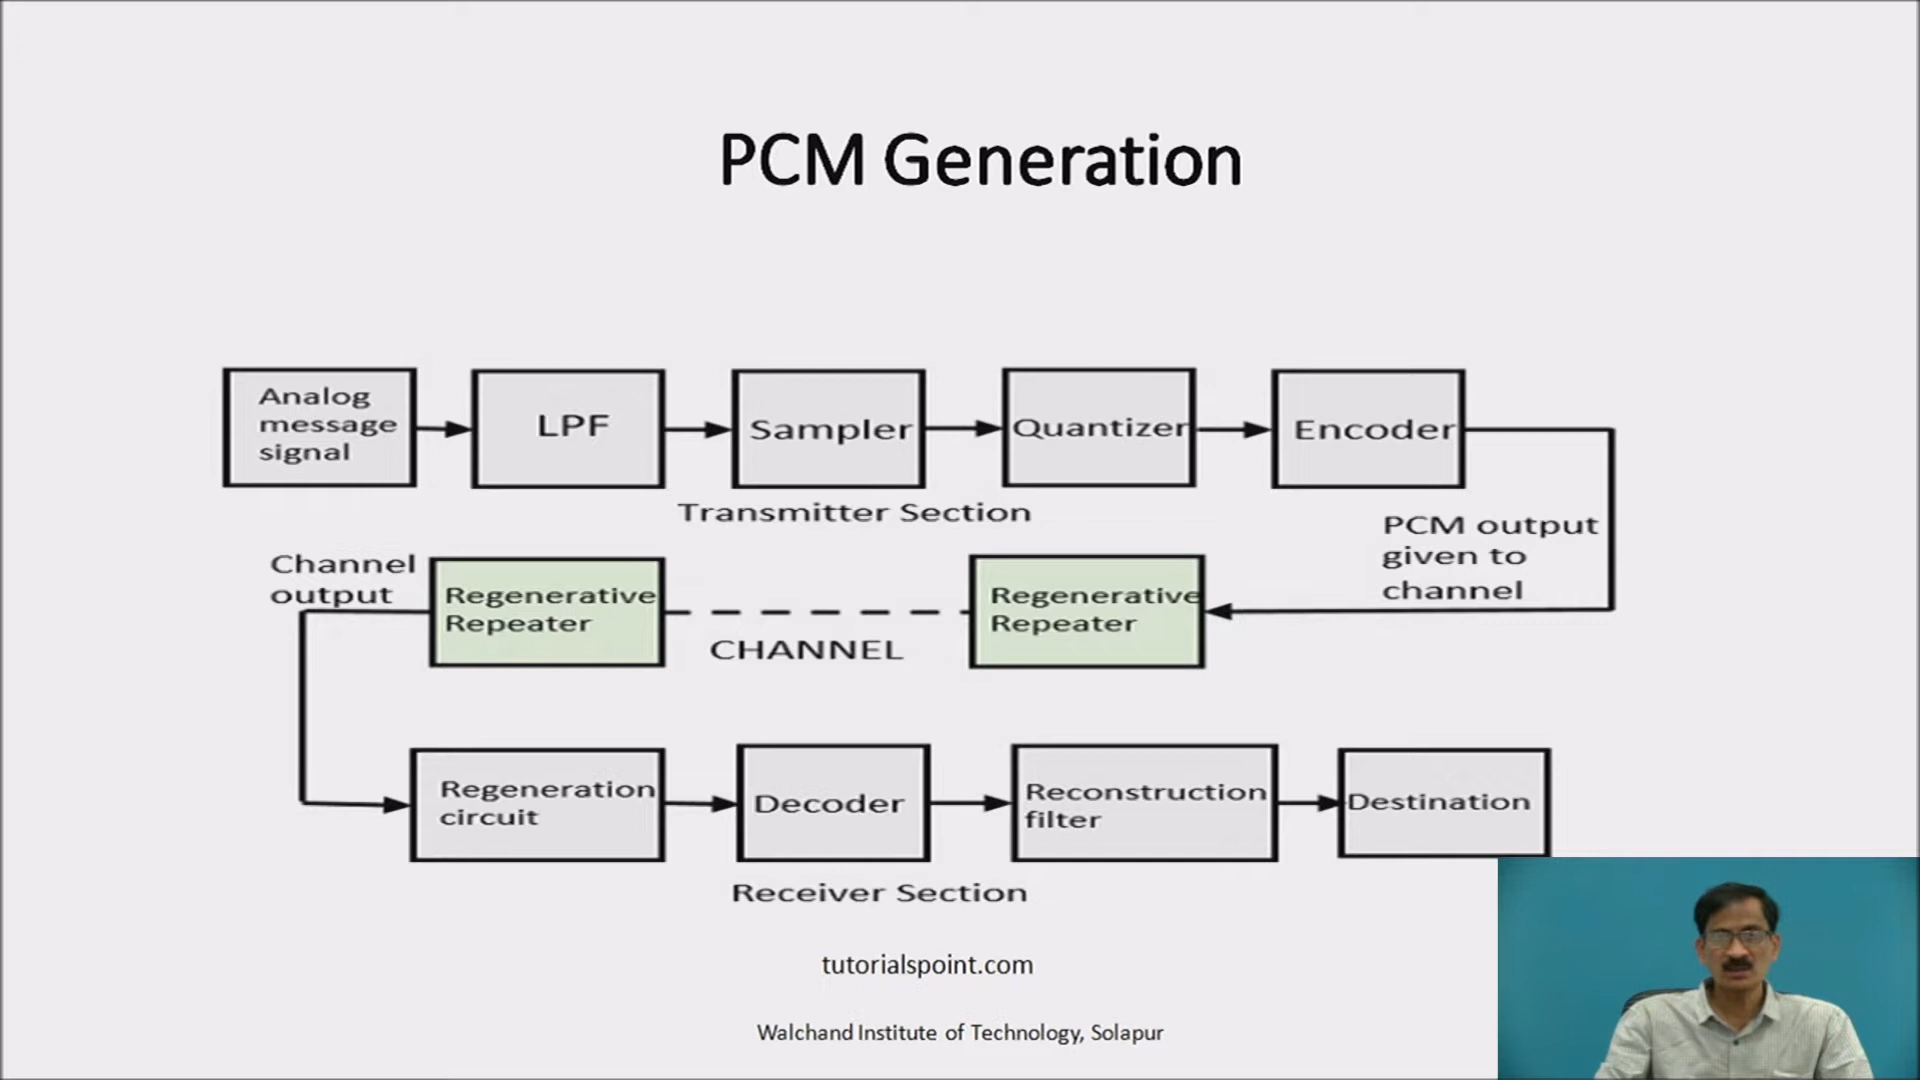 PCM Generation
Analog
message
signal
LPF
Sampler
Quantizer
Encoder
Transmitter Section
PCM output
given to
channel
Channel
output
Regenerative
Repeater
CHANNEL
Regenerative
Repeater
Regeneration
circuit
Decoder
Reconstruction
filter
Destination
Receiver Section
tutorialspoint.com
Walchand Institute of Technology, Solapur